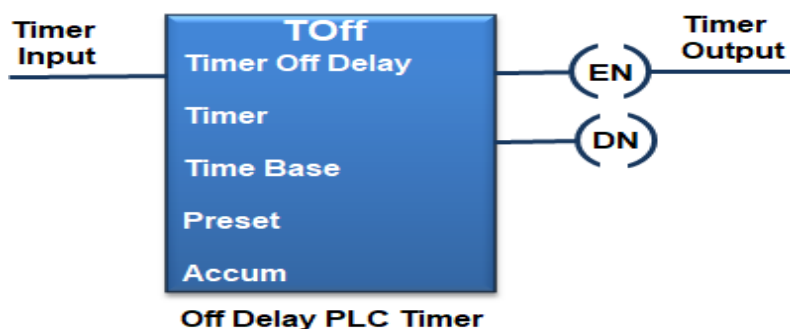 Timer
Input
TOff
Timer Off Delay
Timer
Time Base
Preset
Accum
EN
DN
Timer
Output
Off Delay PLC Timer